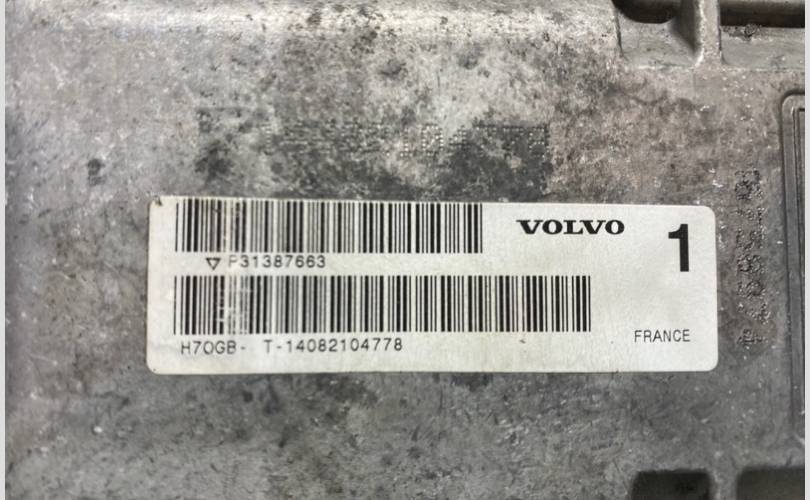 VOLVO
1
▽ P31387663
H7OGB- T-14082104778
FRANCE